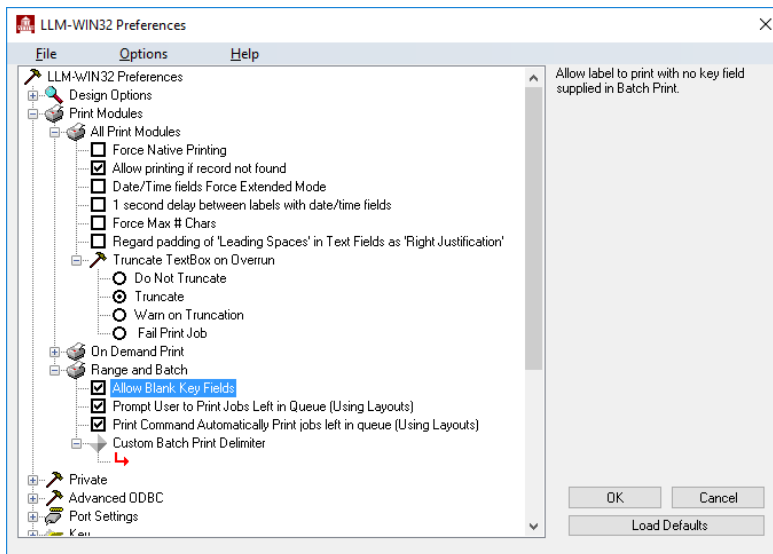 LLM-WIN32 Preferences
File Options Help
LLM-WIN32 Preferences
Design Options
Print Modules
All Print Modules
Force Native Printing
Allow printing if record not found
Date/Time fields Force Extended Mode
1 second delay between labels with date/time fields
Force Max # Chars
Regard padding of 'Leading Spaces' in Text Fields as 'Right Justification'
Truncate TextBox on Overrun
Do Not Truncate
Truncate
Warn on Truncation
Fail Print Job
On Demand Print
Range and Batch
Allow Blank Key Fields
Prompt User to Print Jobs Left in Queue (Using Layouts)
Print Command Automatically Print jobs left in queue (Using Layouts)
Custom Batch Print Delimiter
Private
Advanced ODBC
Port Settings
Key
Allow label to print with no key field
supplied in Batch Print.
OK Cancel
Load Defaults